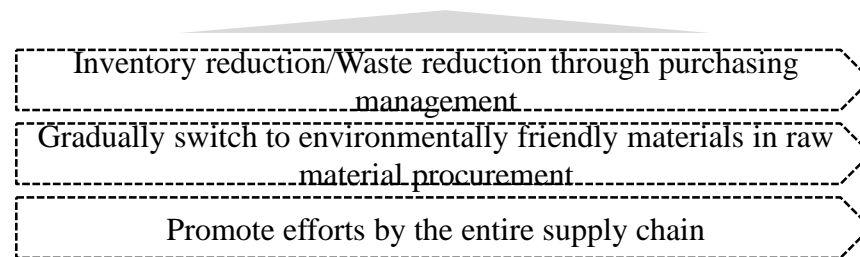 Inventory reduction/Waste reduction through purchasing
management
Gradually switch to environmentally friendly materials in raw
material procurement
Promote efforts by the entire supply chain